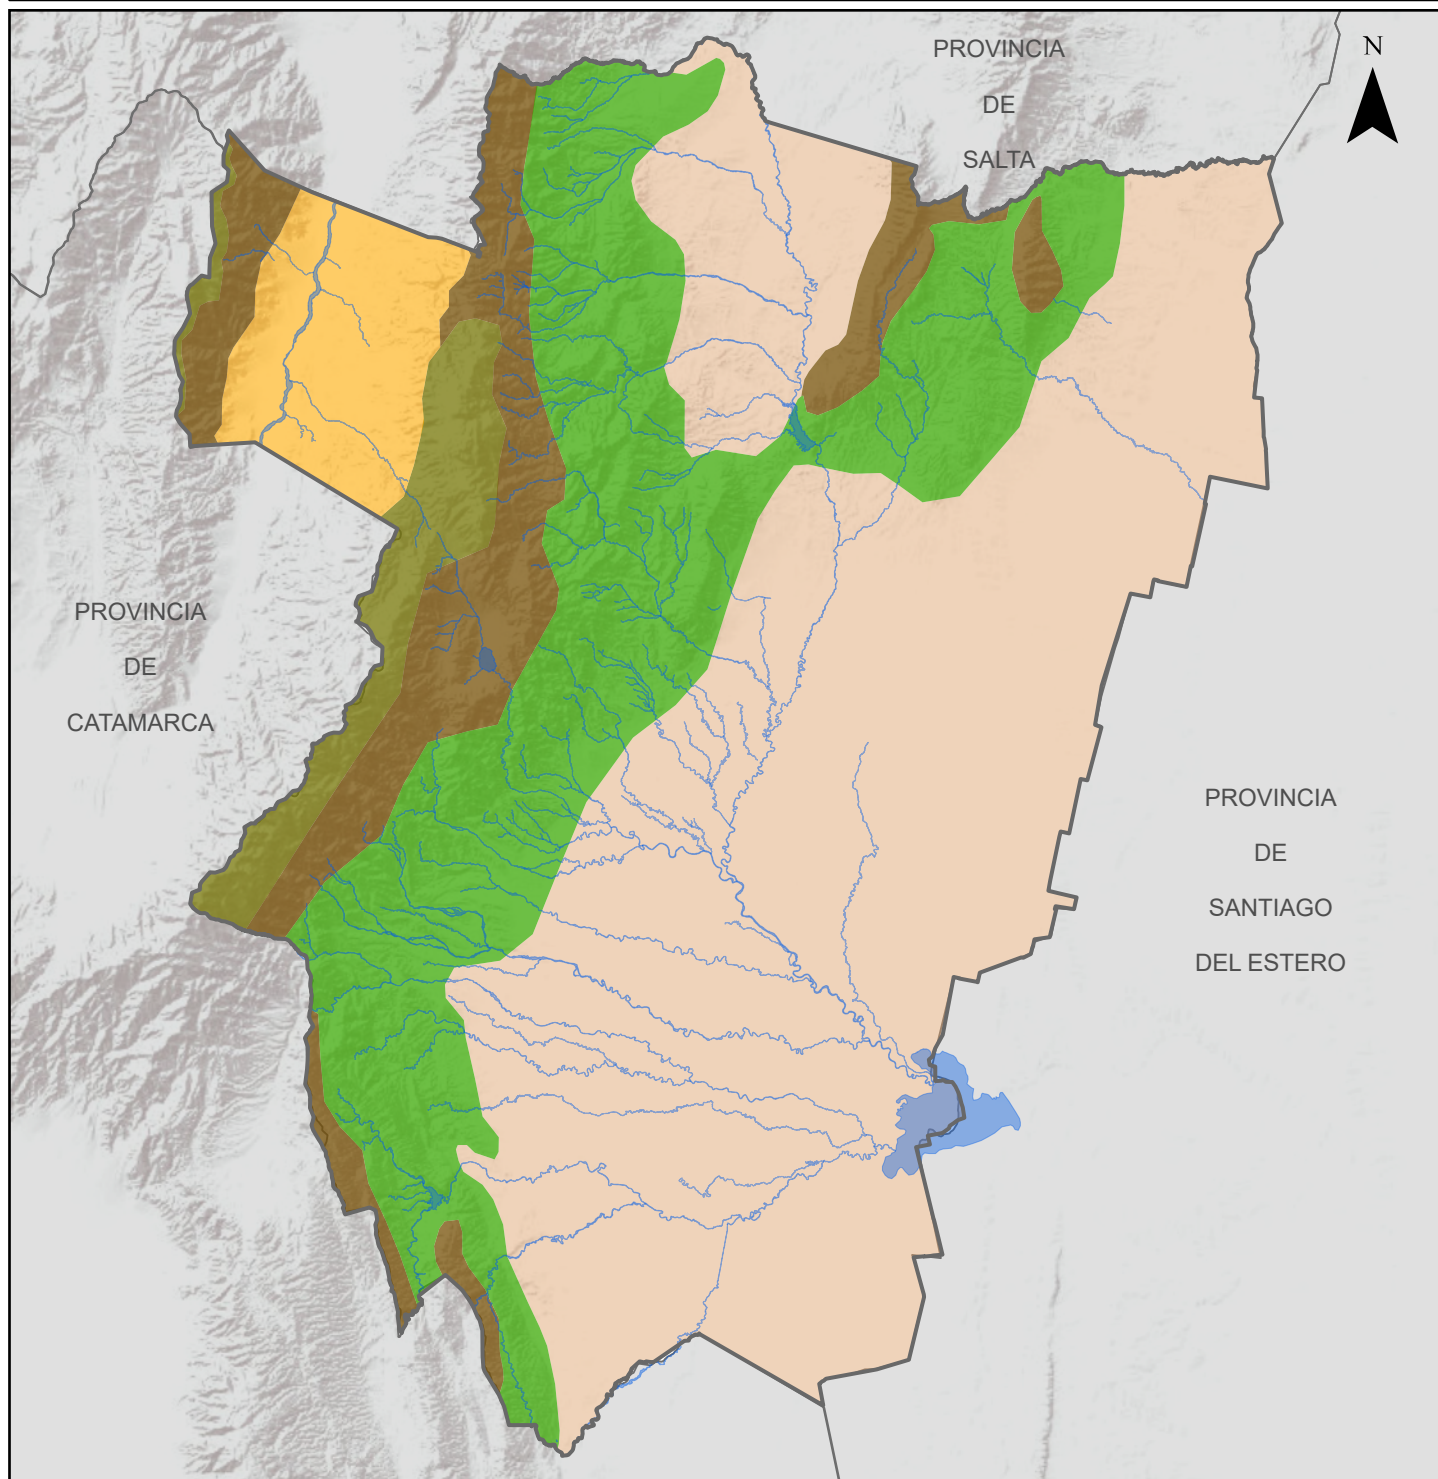 PROVINCIA
DE
SALTA
N
PROVINCIA
DE
CATAMARCA
PROVINCIA
DE
SANTIAGO
DEL ESTERO